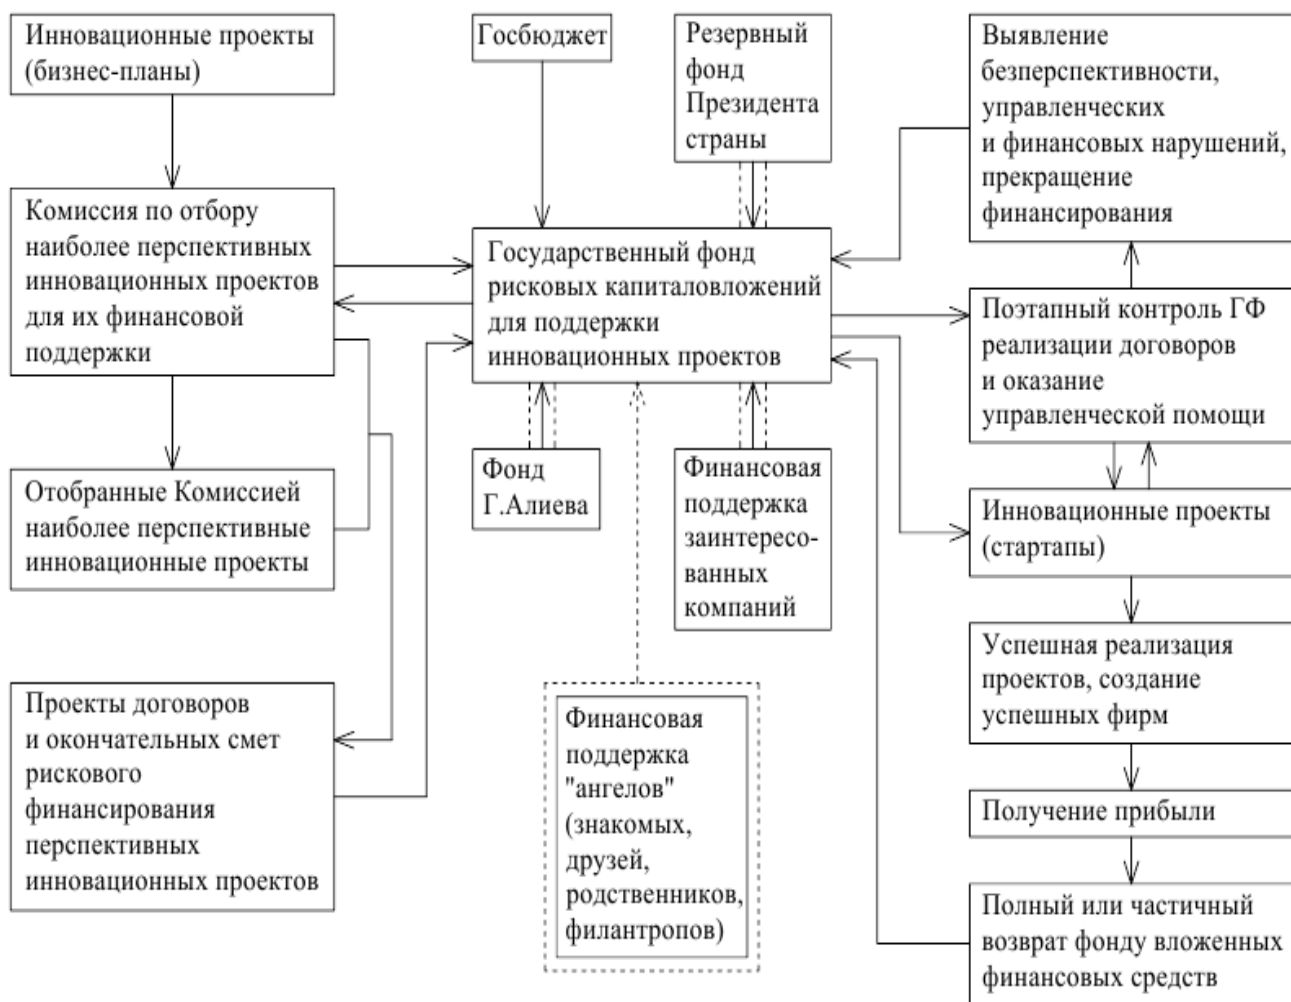 Инновационные проекты
(бизнес-планы)
Комиссия по отбору
наиболее перспективных
инновационных проектов
для их финансовой
поддержки
Отобранные Комиссией
наиболее перспективные
инновационные проекты
Проекты договоров
и окончательных смет
рискового
финансирования
перспективных
инновационных проектов
Госбюджет
Резервный
фонд
Президента
страны
Государственный фонд
рисковых капиталовложений
для поддержки
инновационных проектов
Фонд
Г.Алиева
Финансовая
поддержка
заинтересо-
ванных
компаний
Финансовая
поддержка
"ангелов"
(знакомых,
друзей,
родственников,
филантропов)
Выявление
безперспективности,
управленческих
и финансовых нарушений,
прекращение
финансирования
Поэтапный контроль ГФ
реализации договоров
и оказание
управленческой помощи
Инновационные проекты
(стартапы)
Успешная реализация
проектов, создание
успешных фирм
Получение прибыли
Полный или частичный
возврат фонду вложенных
финансовых средств